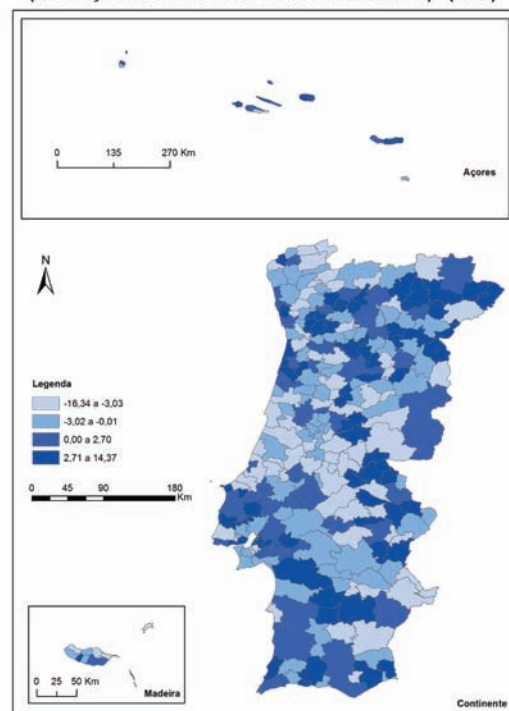 0 135 270 Km
Açores
N
Legenda
-16,34 a -3,03
-3,02 a -0,01
0,00 a 2,70
2,71 a 14,37
0 45 90 180
Km
0 25 50 Km
Madeira
Continente